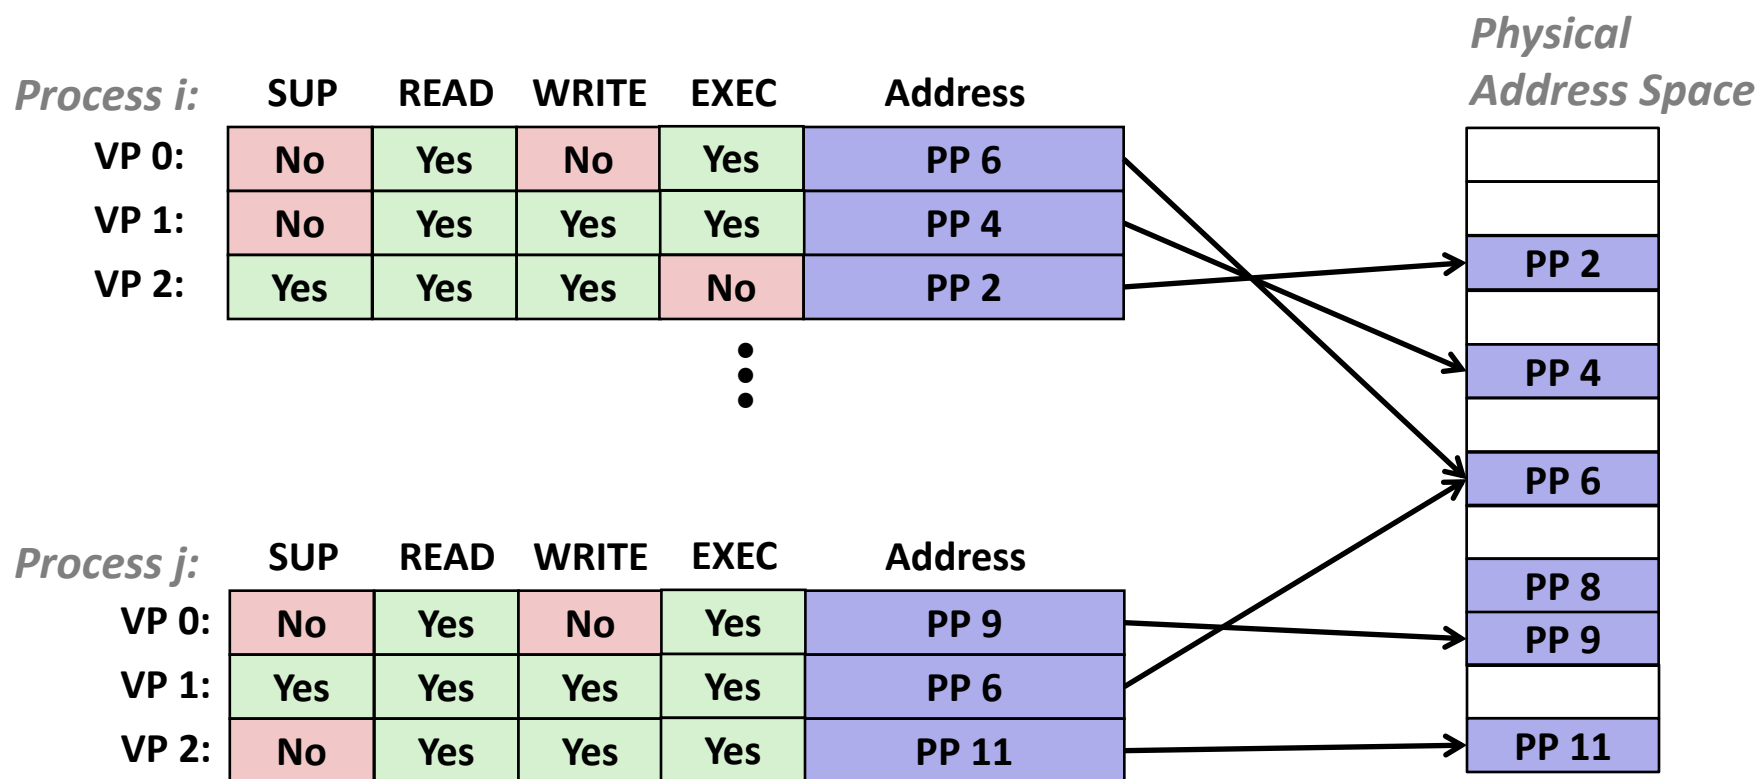 Physical
Address Space
Process i: SUP READ WRITE EXEC Address
VP 0: No Yes No Yes PP 6
VP 1: No Yes Yes Yes PP 4
VP 2: Yes Yes Yes No PP 2
PP 2
PP 4
PP 6
PP 8
PP 9
PP 11
Process j: SUP READ WRITE EXEC Address
VP 0: No Yes No Yes PP 9
VP 1: Yes Yes Yes Yes PP 6
VP 2: No Yes Yes Yes PP 11